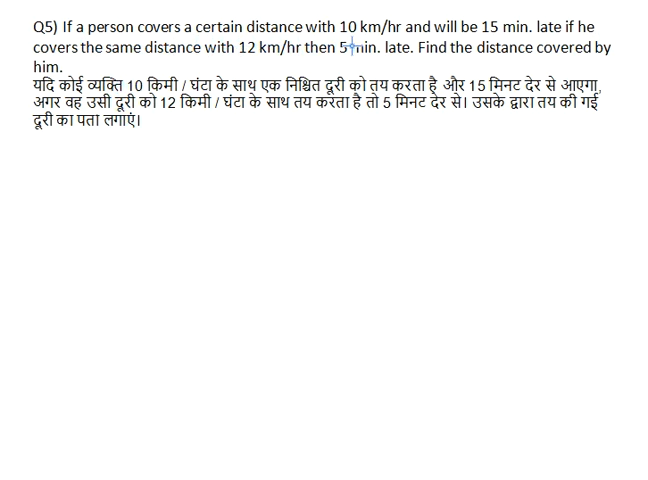 Q5) If a person covers a certain distance with 10 km/hr and will be 15 min. late if he
covers the same distance with 12 km/hr then 5 min. late. Find the distance covered by
him.
यदि कोई व्यक्ति 10 किमी / घंटा के साथ एक निश्चित दूरी को तय करता है और 15 मिनट देर से आएगा,
अगर वह उसी दूरी को 12 किमी / घंटा के साथ तय करता है तो 5 मिनट देर से। उसके द्वारा तय की गई
दूरी का पता लगाएं।